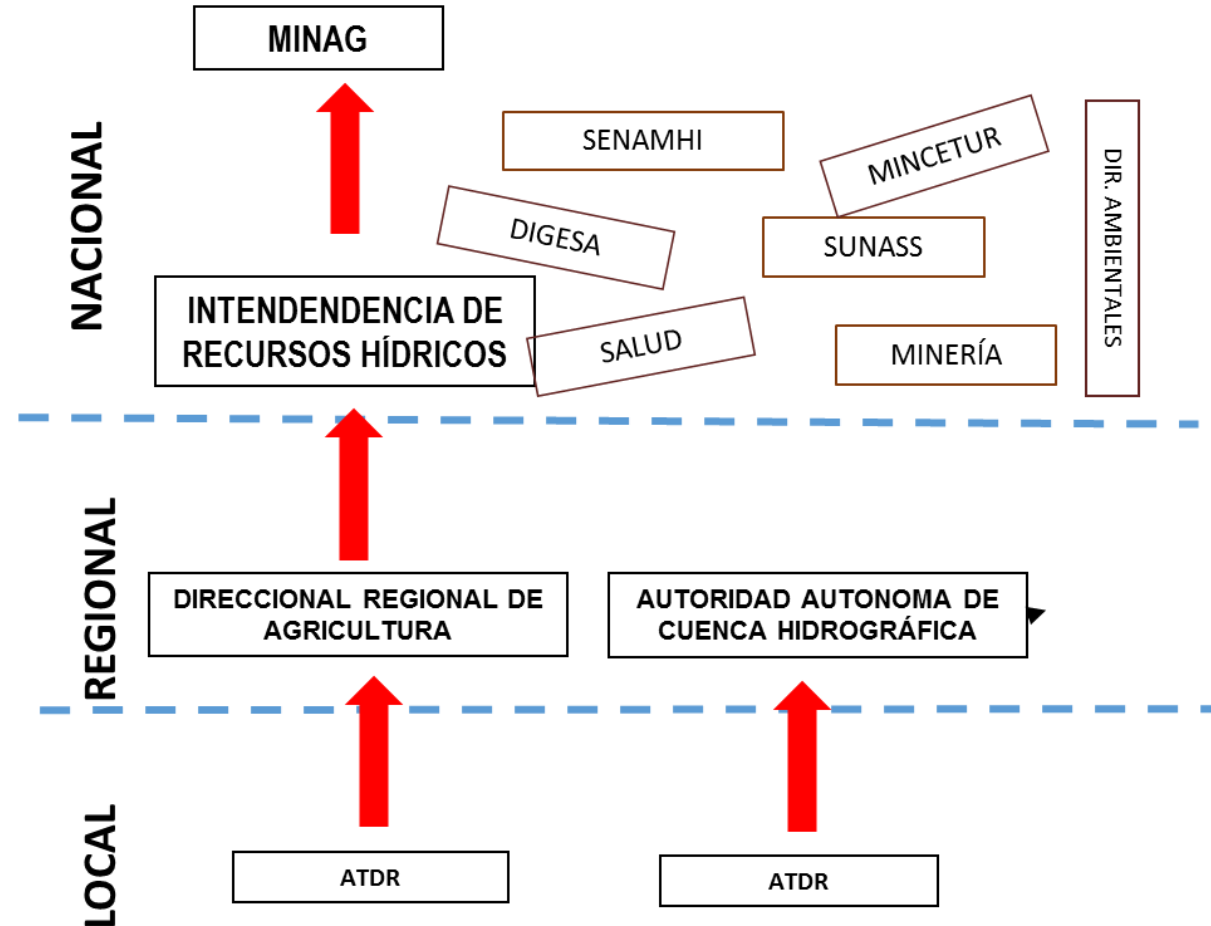 MINAG
NACIONAL
SENAMHI
MINCETUR
DIR. AMBIENTALES
DIGESA
SUNASS
INTENDENDENCIA DE
RECURSOS HÍDRICOS
SALUD
MINERÍA
REGIONAL
DIRECCIONAL REGIONAL DE
AGRICULTURA
AUTORIDAD AUTONOMA DE
CUENCA HIDROGRÁFICA
LOCAL
ATDR
ATDR